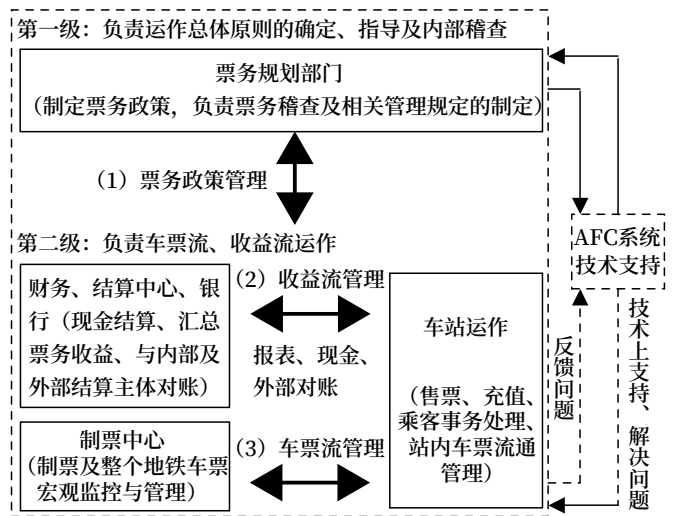 第一级：负责运作总体原则的确定、指导及内部稽查
票务规划部门
（制定票务政策，负责票务稽查及相关管理规定的制定）
（1）票务政策管理
第二级：负责车票流、收益流运作
财务、结算中心、银
行（现金结算、汇总
票务收益、与内部及
外部结算主体对账）
（2）收益流管理
报表、现金、
外部对账
制票中心
（制票及整个地铁车票
宏观监控与管理）
（3）车票流管理
车站运作
（售票、充值、
乘客事务处理、
站内车票流通
管理）
AFC系统
技术支持
反馈问题
技术上支持、解决问题